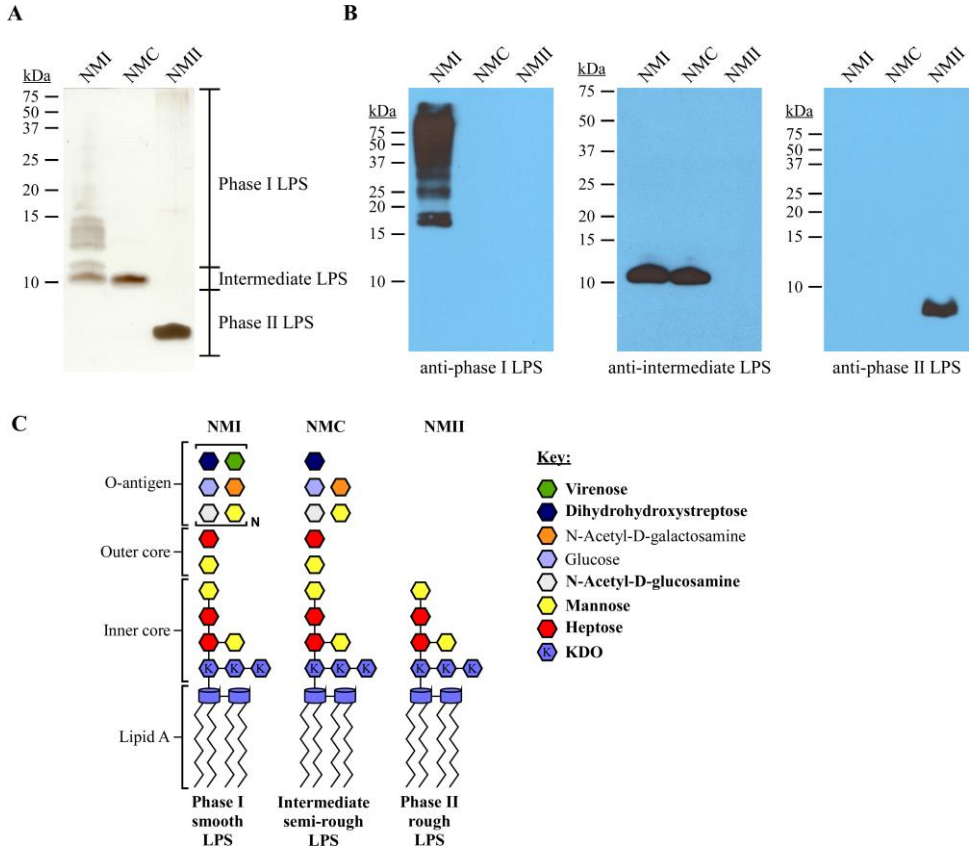 A
kDa
NMI
NMC
NMII
75
50
37
25
20
15
10
Phase I LPS
Intermediate LPS
Phase II LPS
B
kDa
NMI
NMC
NMII
75
50
37
25
20
15
10
anti-phase I LPS
kDa
NMI
NMC
NMII
75
50
37
25
20
15
10
anti-intermediate LPS
kDa
NMI
NMC
NMII
75
50
37
25
20
15
10
anti-phase II LPS
C
NMI
NMC
NMII
O-antigen
N
Outer core
Inner core
K K K
K K K
K K K
Lipid A
Phase I
smooth
LPS
Intermediate
semi-rough
LPS
Phase II
rough
LPS
Key:
Virenose
Dihydrohydroxystreptose
N-Acetyl-D-galactosamine
Glucose
N-Acetyl-D-glucosamine
Mannose
Heptose
K KDO